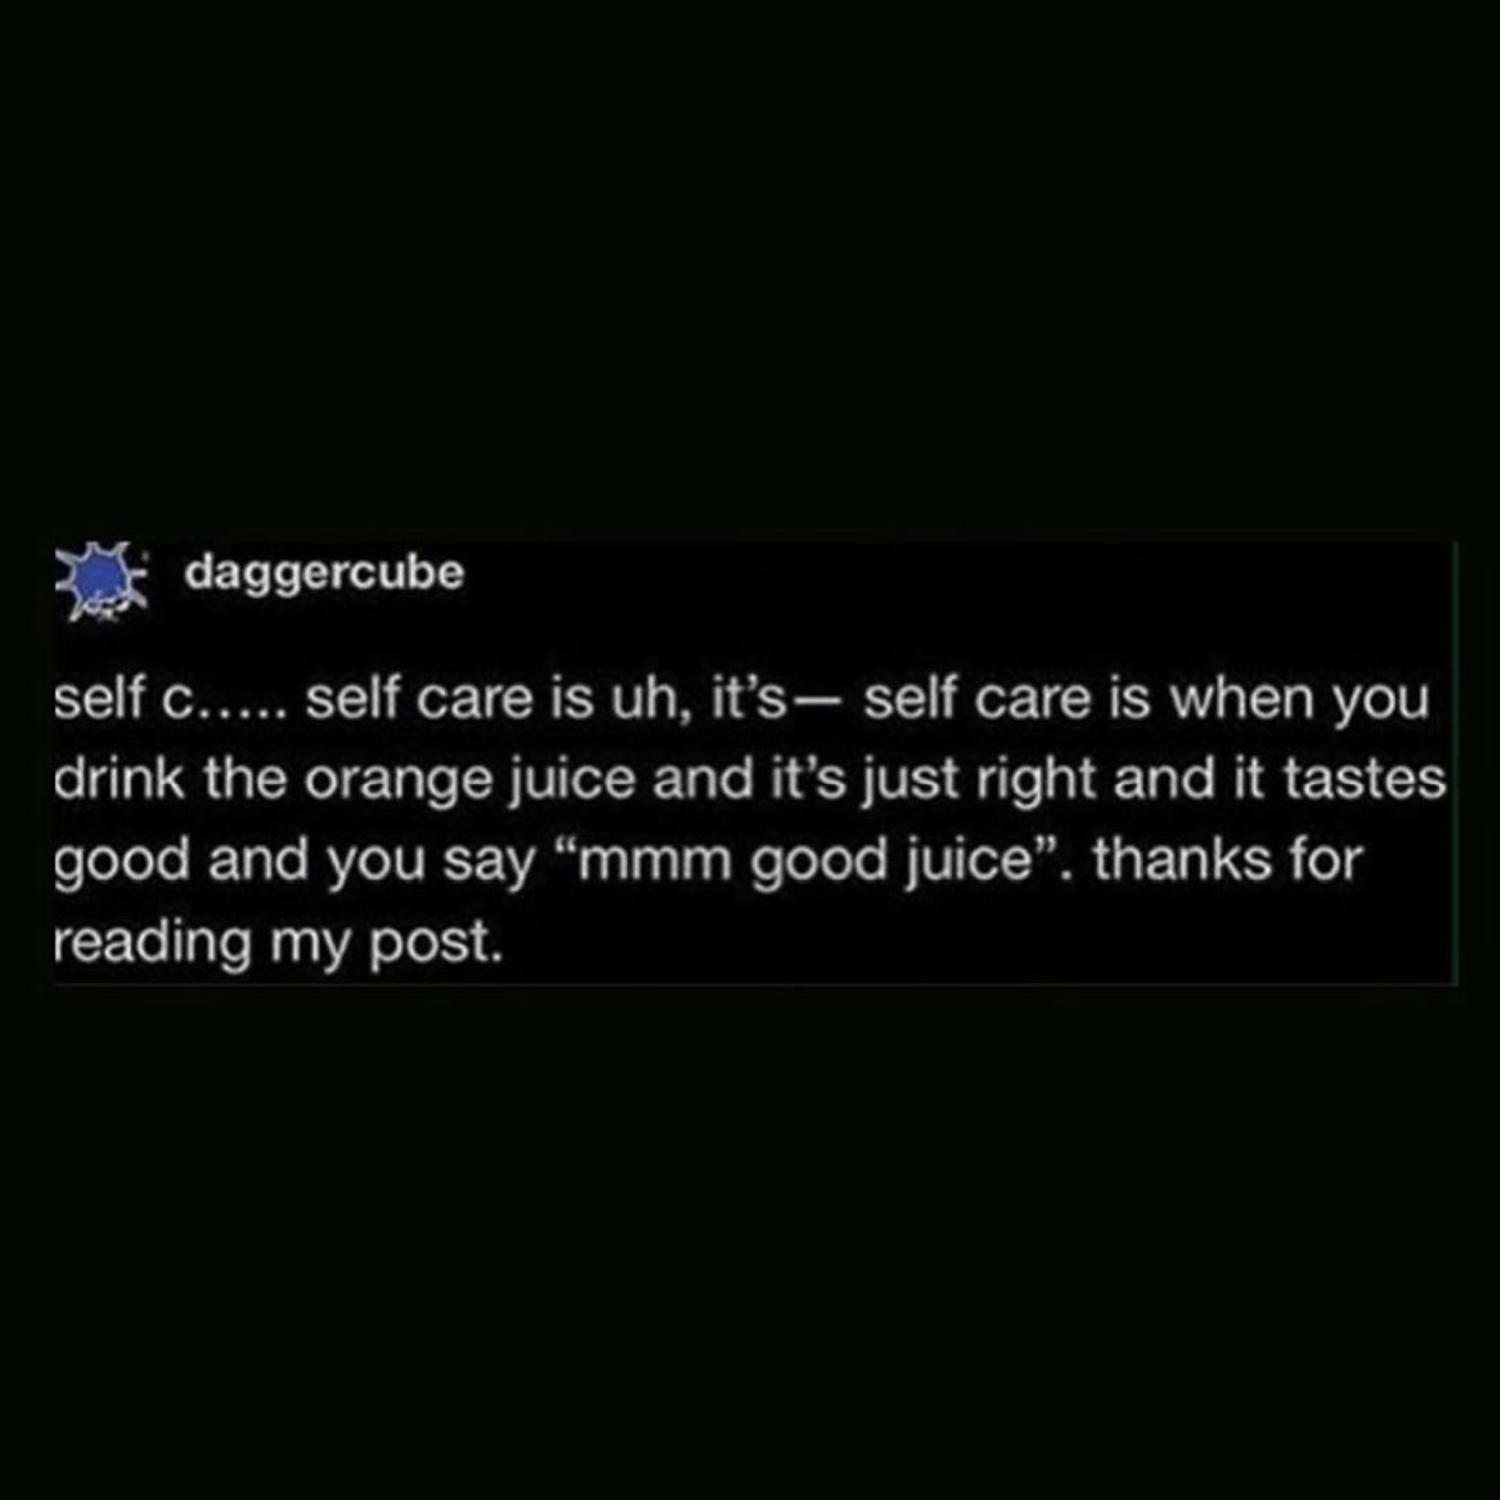 daggercube
self c..... self care is uh, it’s— self care is when you
drink the orange juice and it’s just right and it tastes
good and you say “mmm good juice”. thanks for
reading my post.